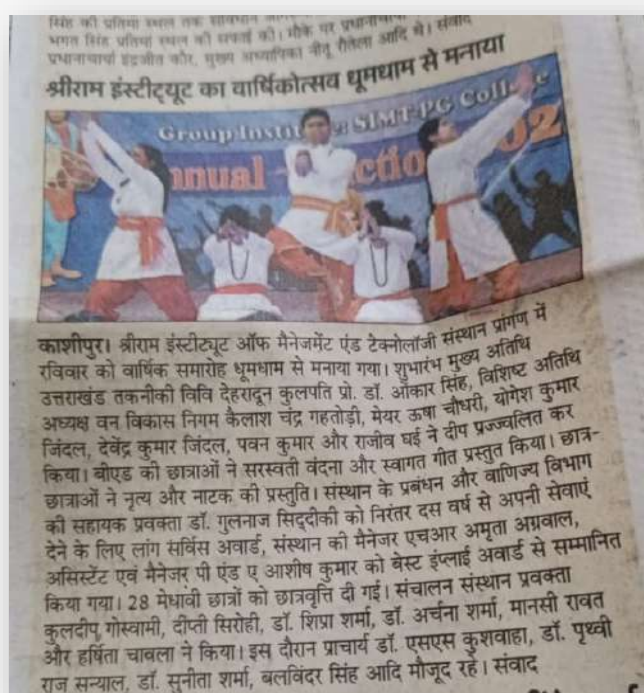 सिंह की प्रतिमा स्थल तक
भगत सिंह प्रतिमा स्थल की सफाई की। मौके पर
प्रधानाचार्या इंद्रजीत कौर, मुख्य अध्यापिका नीतू रौतेला आदि थे। संवाद
श्रीराम इंस्टीट्यूट का वार्षिकोत्सव धूमधाम से मनाया
Group Instit SIMT-PG College
nnual ctio 02
काशीपुर। श्रीराम इंस्टीट्यूट ऑफ मैनेजमेंट एंड टैक्नोलॉजी संस्थान प्रांगण में
रविवार को वार्षिक समारोह धूमधाम से मनाया गया। शुभारंभ मुख्य अतिथि
उत्तराखंड तकनीकी विवि देहरादून कुलपति प्रो. डॉ. ओंकार सिंह, विशिष्ट अतिथि
अध्यक्ष वन विकास निगम कैलाश चंद्र गहतोड़ी, मेयर ऊषा चौधरी, योगेश कुमार
जिंदल, देवेंद्र कुमार जिंदल, पवन कुमार और राजीव घई ने दीप प्रज्ज्वलित कर
किया। बीएड की छात्राओं ने सरस्वती वंदना और स्वागत गीत प्रस्तुत किया। छात्र-
छात्राओं ने नृत्य और नाटक की प्रस्तुति। संस्थान के प्रबंधन और वाणिज्य विभाग
की सहायक प्रवक्ता डॉ. गुलनाज सिद्दीकी को निरंतर दस वर्ष से अपनी सेवाएं
देने के लिए लांग सर्विस अवार्ड, संस्थान की मैनेजर एचआर अमृता अग्रवाल,
असिस्टेंट एवं मैनेजर पी एंड ए आशीष कुमार को बेस्ट इंप्लाई अवार्ड से सम्मानित
किया गया। 28 मेधावी छात्रों को छात्रवृत्ति दी गई। संचालन संस्थान प्रवक्ता
कुलदीप गोस्वामी, दीप्ती सिरोही, डॉ. शिप्रा शर्मा, डॉ. अर्चना शर्मा, मानसी रावत
और हर्षिता चावला ने किया। इस दौरान प्राचार्य डॉ. एसएस कुशवाहा, डॉ. पृथ्वी
राज सन्याल, डॉ. सुनीता शर्मा, बलविंदर सिंह आदि मौजूद रहे। संवाद